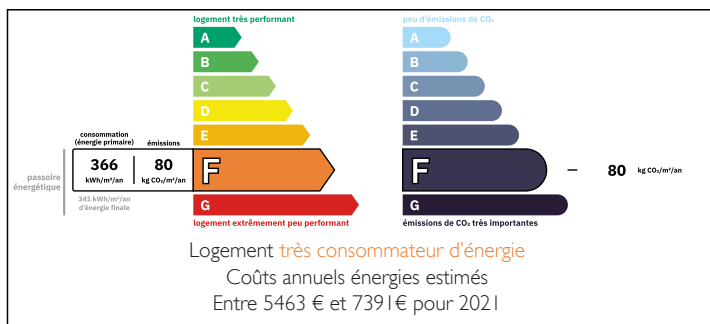 logement très performant
A
B
C
D
E
consommation
(énergie primaire)
émissions
366
kWh/m²/an
80
kg CO₂/m²/an
F
passoire
énergétique
341 kWh/m²/an
d'énergie finale
G
logement extrêmement peu performant
peu d'émissions de CO₂
A
B
C
D
E
F
80 kg CO₂/m²/an
G
émissions de CO₂ très importantes
Logement très consommateur d'énergie
Coûts annuels énergies estimés
Entre 5463 € et 7391€ pour 2021